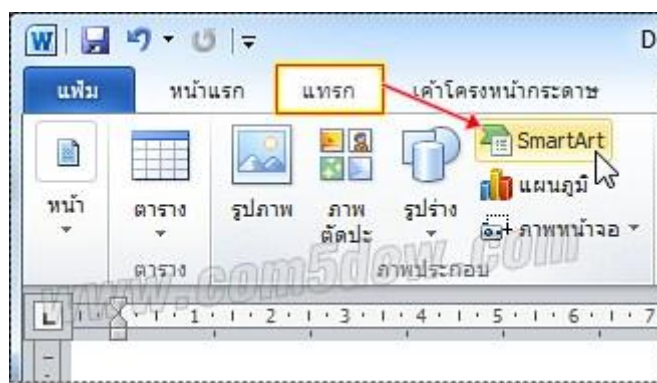 W D
แฟ้ม หน้าแรก แทรก เค้าโครงหน้ากระดาษ
SmartArt
หน้า ตาราง รูปภาพ ภาพตัดปะ รูปร่าง แผนภูมิ
ภาพหน้าจอ
ตาราง ภาพประกอบ
www.com5dow.com
L 1 2 3 4 5 6 7